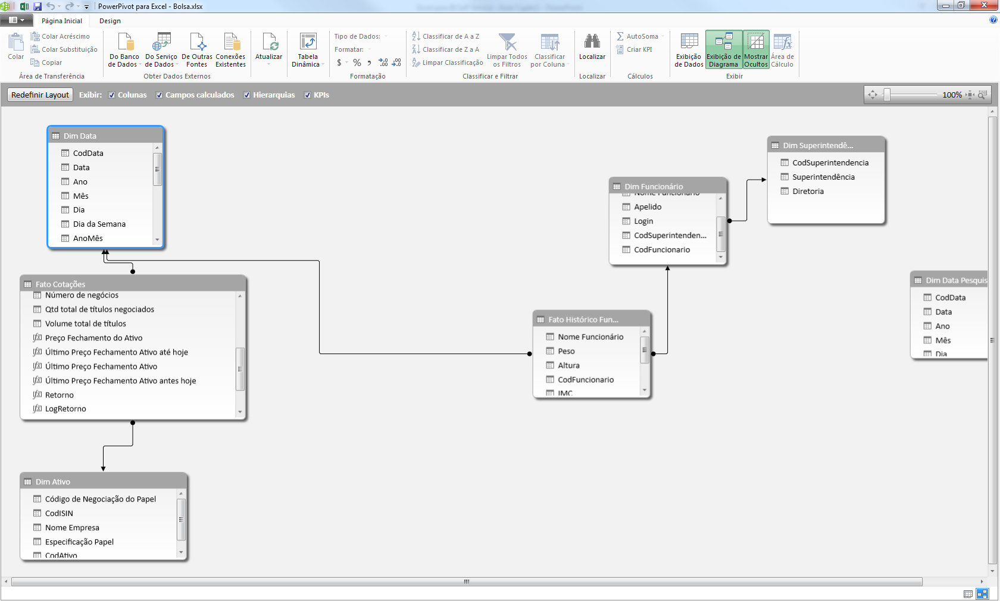 PowerPivot para Excel - Bolsa.xlsx
Página Inicial
Design
Colar
Colar Acréscimo
Colar Substituição
Copiar
Área de Transferência
Do Banco de Dados
Do Serviço de Dados
De Outras Fontes
Conexões Existentes
Obter Dados Externos
Atualizar
Tabela Dinâmica
Tipo de Dados:
Formatar:
$ % ,
Formatação
Classificar de A a Z
Classificar de Z a A
Limpar Classificação
Limpar Todos os Filtros
Classificar por Coluna
Classificar e Filtrar
Localizar
Localizar
AutoSoma
Criar KPI
Cálculos
Exibição de Dados
Exibição de Diagrama
Mostrar Ocultos
Área de Cálculo
Exibir
Redefinir Layout
Exibir:
Colunas
Campos calculados
Hierarquias
KPIs
100%
Dim Data
CodData
Data
Ano
Mês
Dia
Dia da Semana
AnoMês
Fato Cotações
Número de negócios
Qtd total de títulos negociados
Volume total de títulos
Preço Fechamento do Ativo
Último Preço Fechamento Ativo até hoje
Último Preço Fechamento Ativo
Último Preço Fechamento Ativo antes hoje
Retorno
LogRetorno
Dim Ativo
Código de Negociação do Papel
CodISIN
Nome Empresa
Especificação Papel
CodAtivo
Fato Histórico Fun...
Nome Funcionário
Peso
Altura
CodFuncionario
IMC
Dim Funcionário
Nome Funcionário
Apelido
Login
CodSuperintenden...
CodFuncionario
Dim Superintendê...
CodSuperintendencia
Superintendência
Diretoria
Dim Data Pesquis
CodData
Data
Ano
Mês
Dia